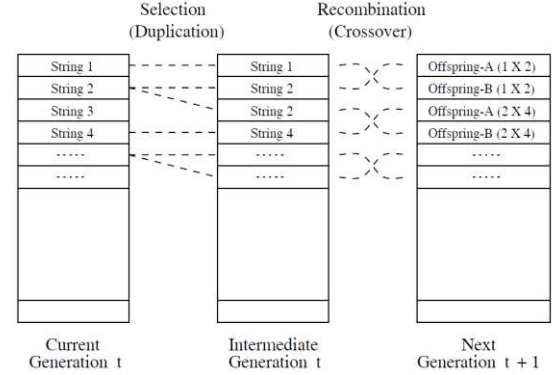 Selection
(Duplication)
Recombination
(Crossover)
String 1
String 2
String 3
String 4
.....
.....
String 1
String 2
String 2
String 4
.....
.....
Offspring-A (1 X 2)
Offspring-B (1 X 2)
Offspring-A (2 X 4)
Offspring-B (2 X 4)
.....
.....
Current
Generation t
Intermediate
Generation t
Next
Generation t + 1